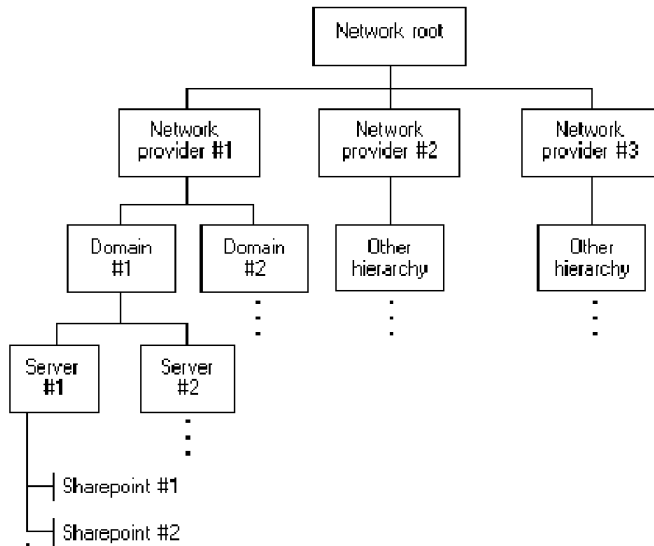 Network root
Network
provider #1
Network
provider #2
Network
provider #3
Domain
#1
Domain
#2
Other
hierarchy
Other
hierarchy
Server
#1
Server
#2
Sharepoint #1
Sharepoint #2